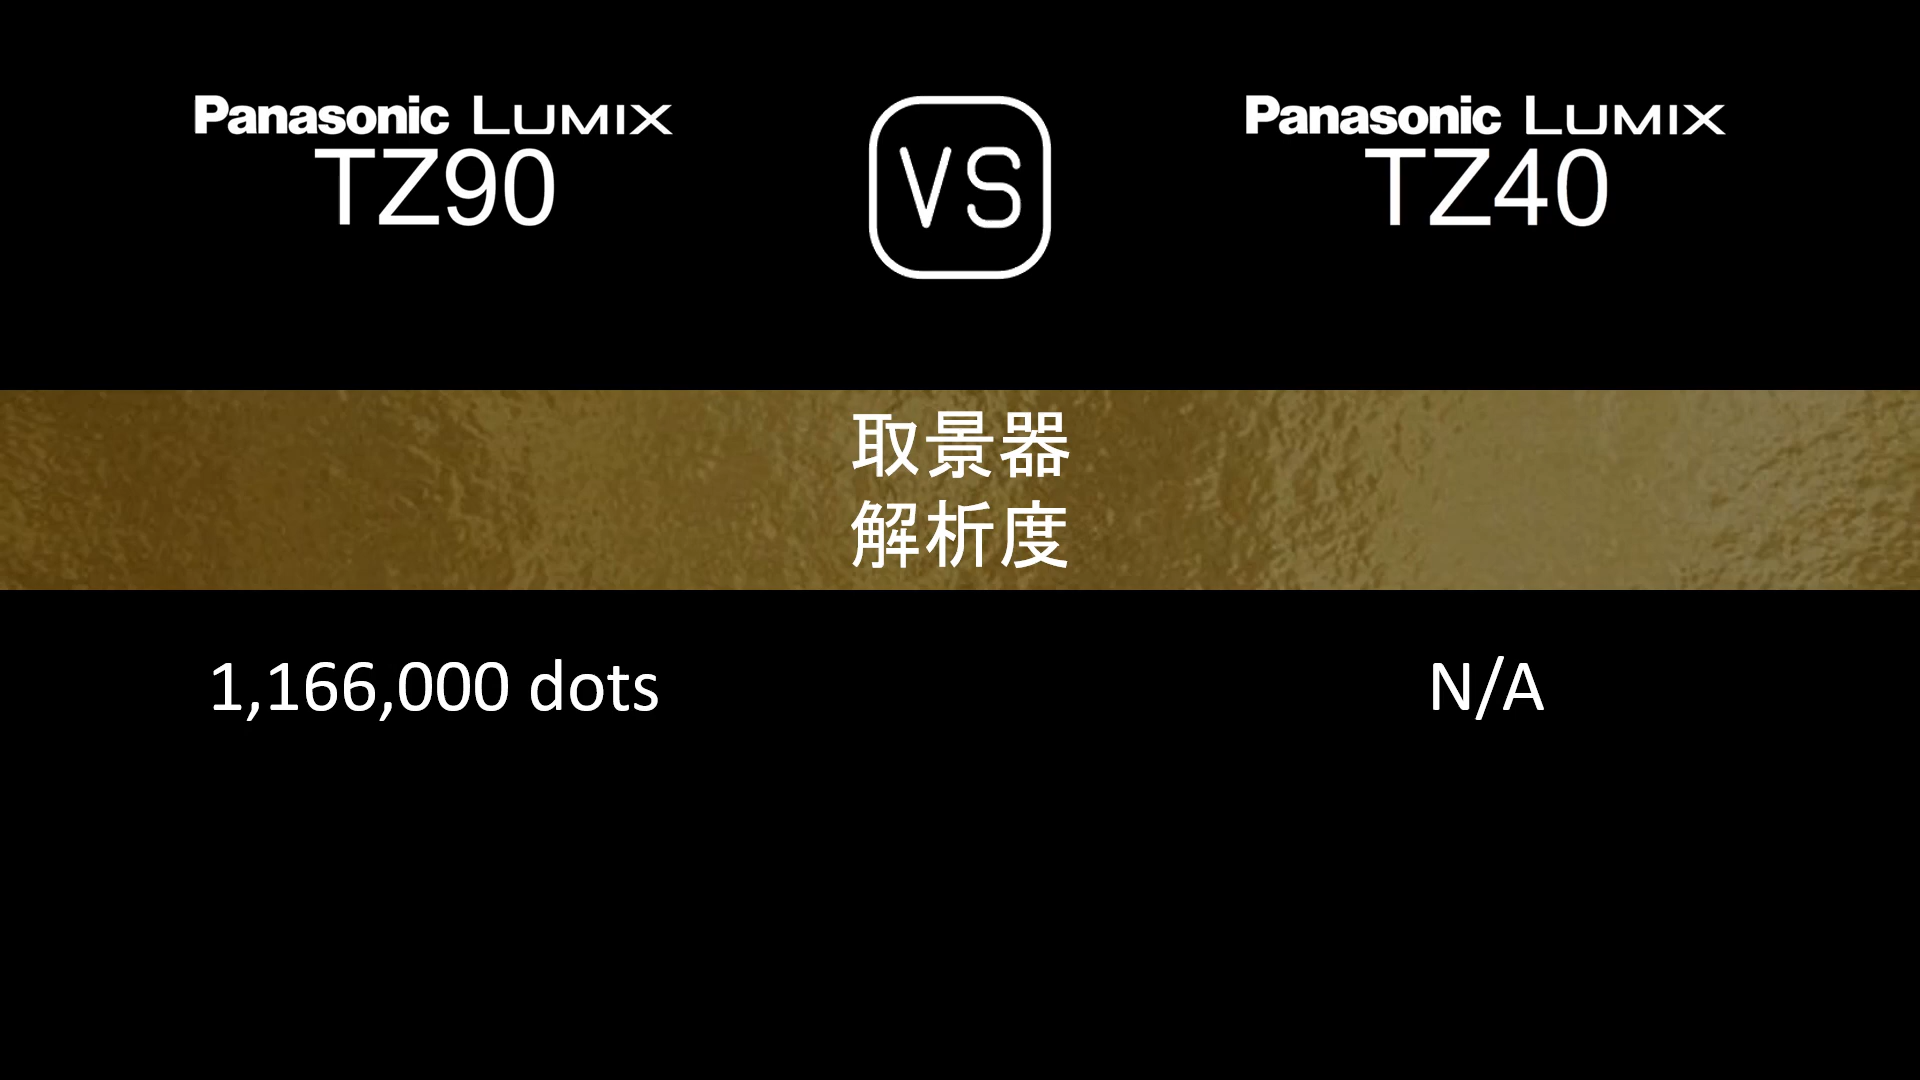 Panasonic LUMIX
TZ90
VS
Panasonic LUMIX
TZ40
取景器
解析度
1,166,000 dots
N/A